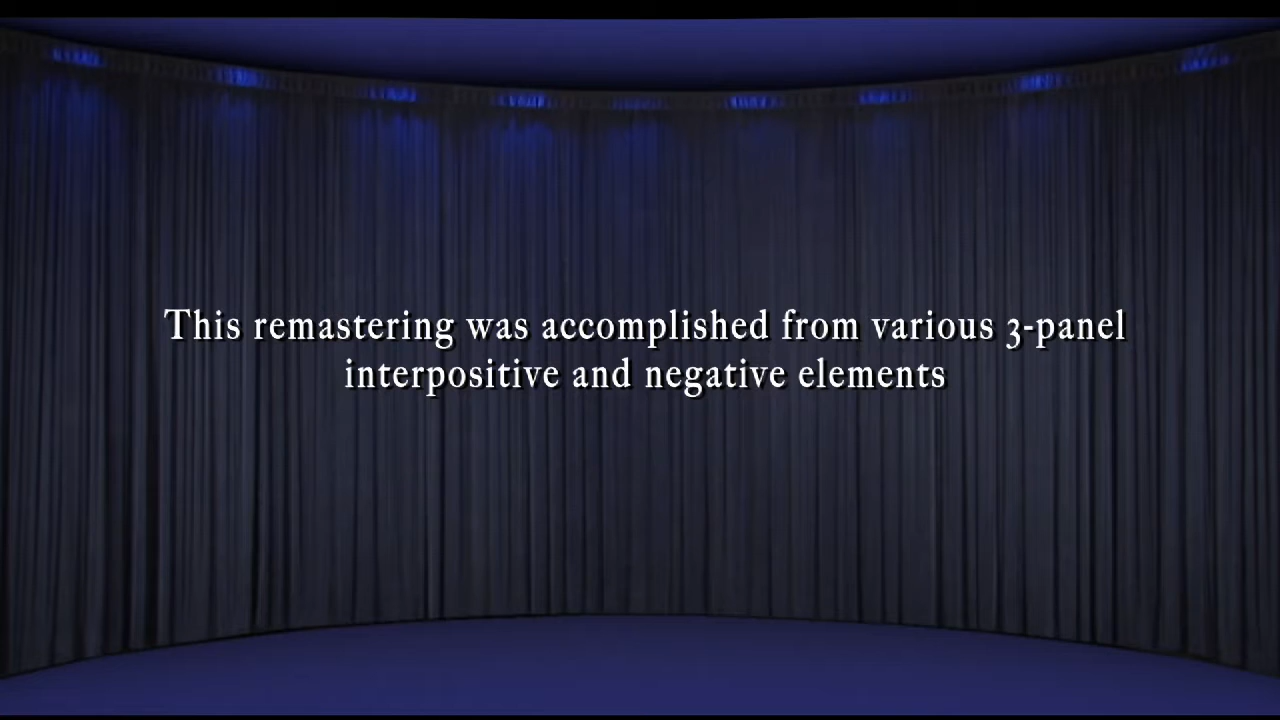 This remastering was accomplished from various 3-panel
interpositive and negative elements